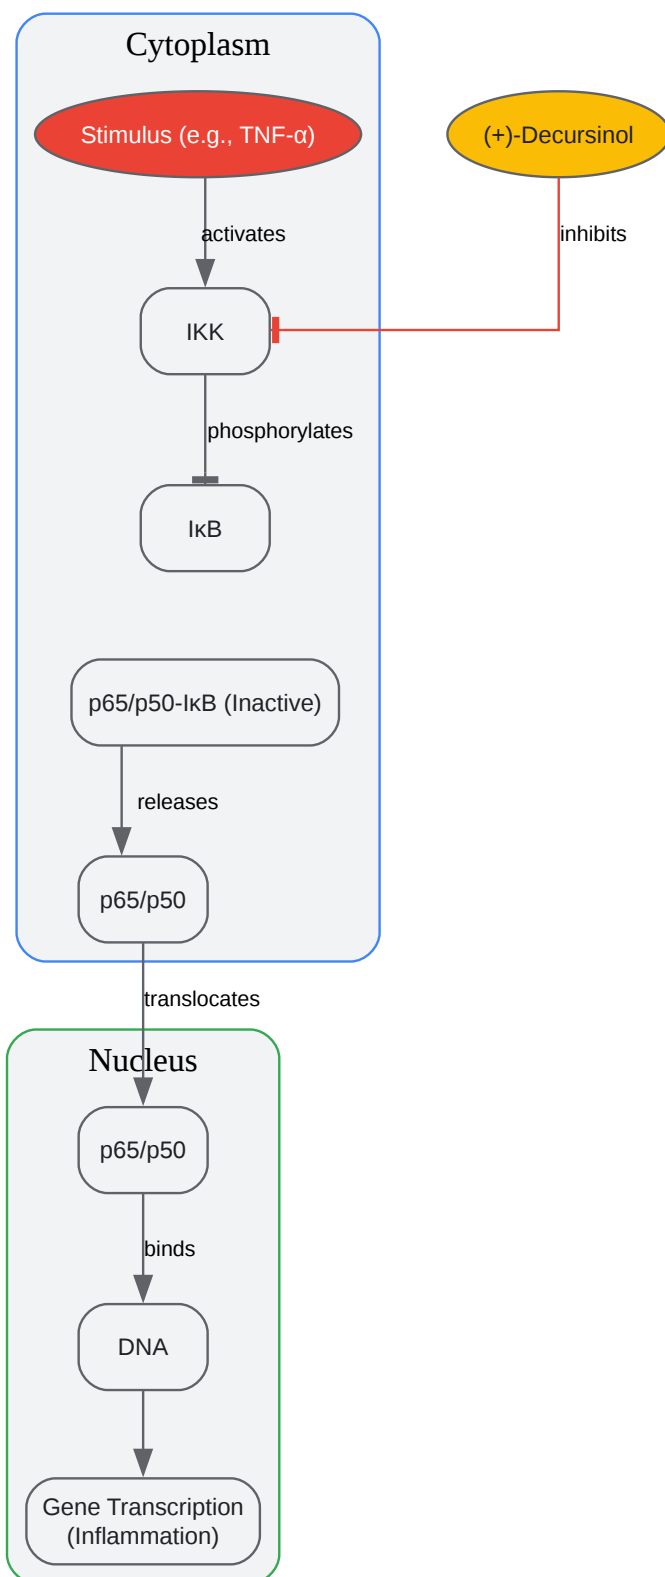 Cytoplasm
Stimulus (e.g., TNF-α)
(+)-Decursinol
activates
inhibits
IKK
phosphorylates
IκB
p65/p50-IκB (Inactive)
releases
p65/p50
translocates
Nucleus
p65/p50
binds
DNA
Gene Transcription
(Inflammation)